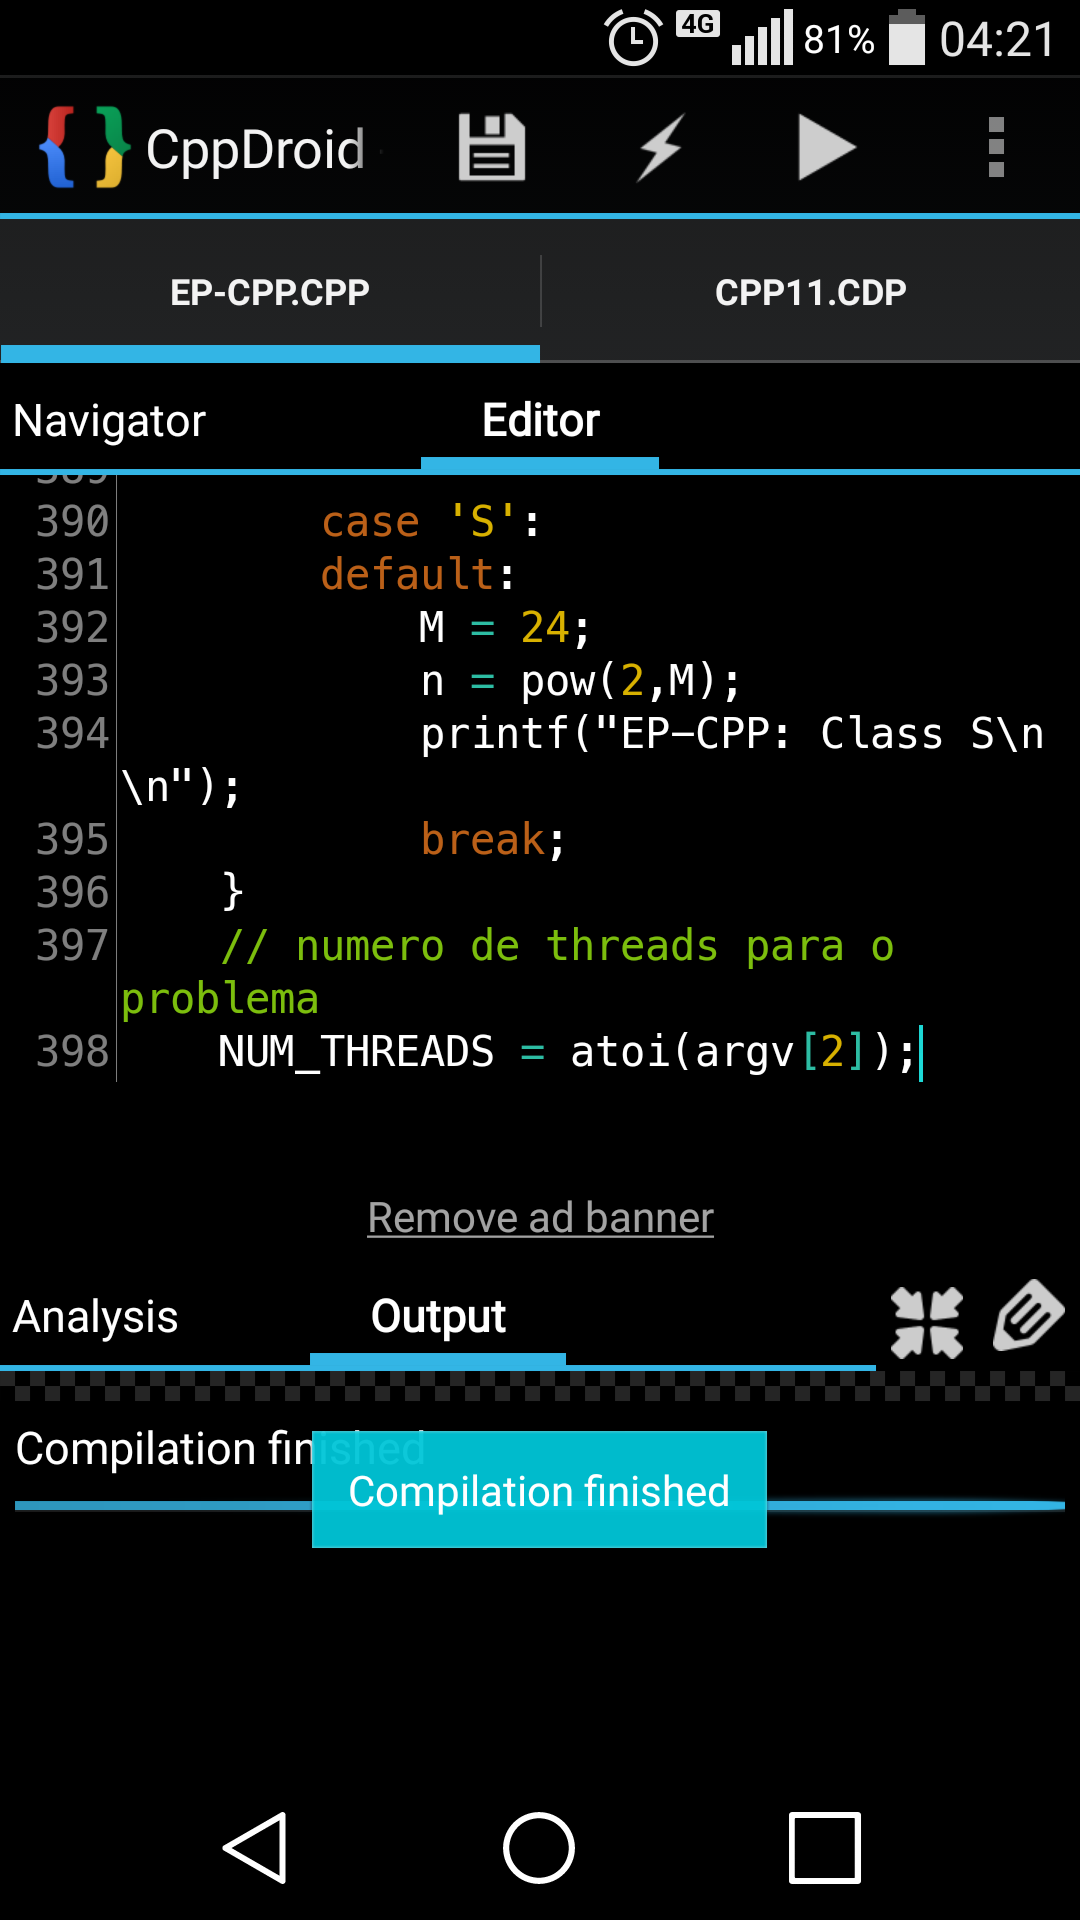 4G 81% 04:21
CppDroid
EP-CPP.CPP CPP11.CDP
Navigator Editor
389
390 case 'S':
391 default:
392 M = 24;
393 n = pow(2,M);
394 printf("EP-CPP: Class S\n
\n");
395 break;
396 }
397 // numero de threads para o
problema
398 NUM_THREADS = atoi(argv[2]);
Remove ad banner
Analysis Output
Compilation finished
Compilation finished